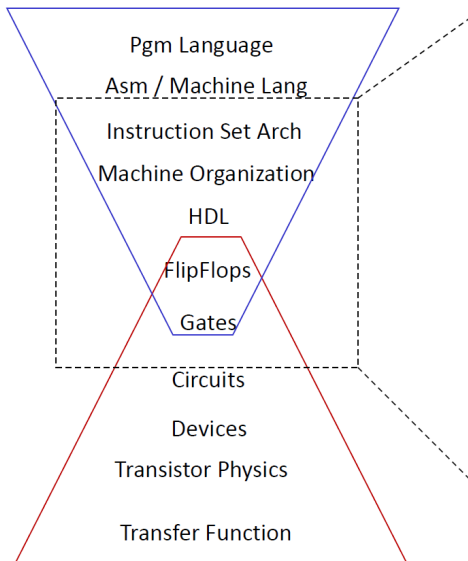 Pgm Language
Asm / Machine Lang
Instruction Set Arch
Machine Organization
HDL
FlipFlops
Gates
Circuits
Devices
Transistor Physics
Transfer Function